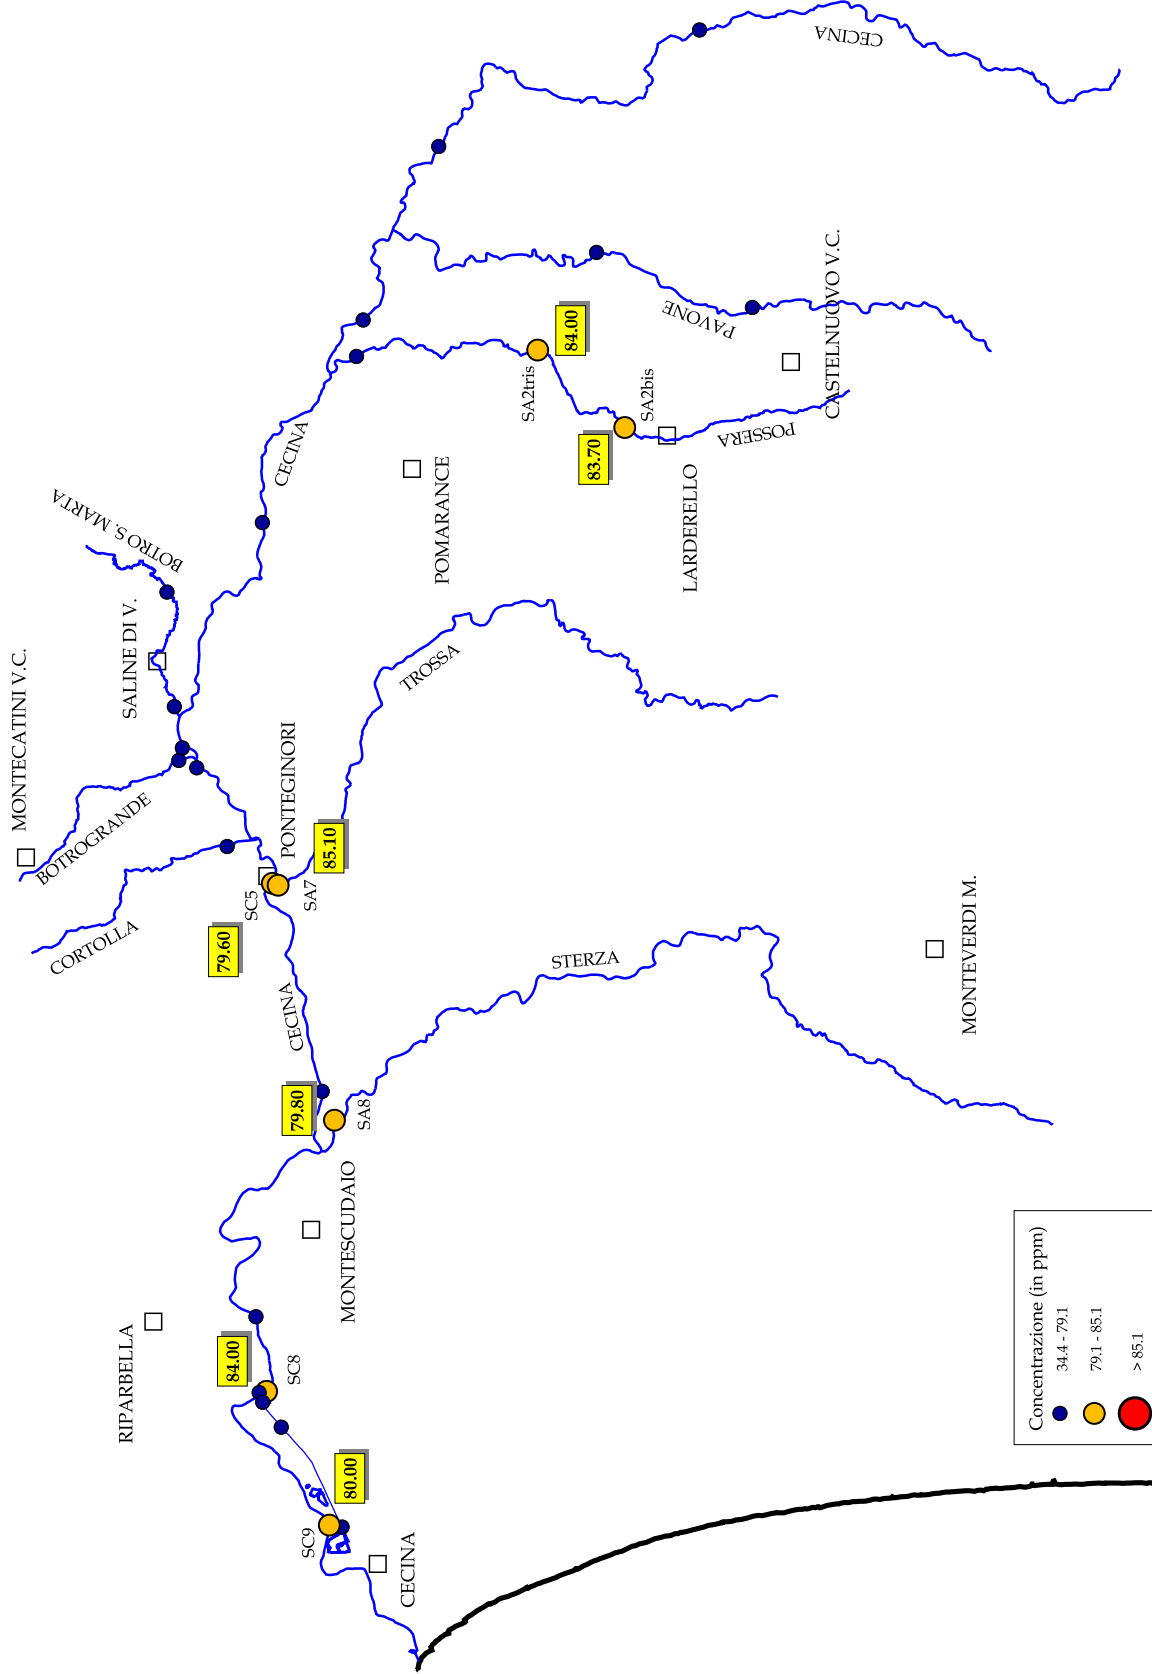 MONTECATINI V.C.
BOTROGRANDE
CORTOLLA
SALINE DI V.
BOTRO S. MARTA
RIPARBELLA
84.00
SC8
SC9
80.00
CECINA
MONTESCUDAIO
79.80
SA8
CECINA
79.60
SC5
PONTEGINORI
SA7
85.10
CECINA
TROSSA
POMARANCE
STERZA
MONTEVERDI M.
SA2tris
84.00
83.70
SA2bis
LARDERELLO
POSSERA
PAVONE
CASTELNUOVO V.C.
CECINA
Concentrazione (in ppm)
34.4 - 79.1
79.1 - 85.1
> 85.1